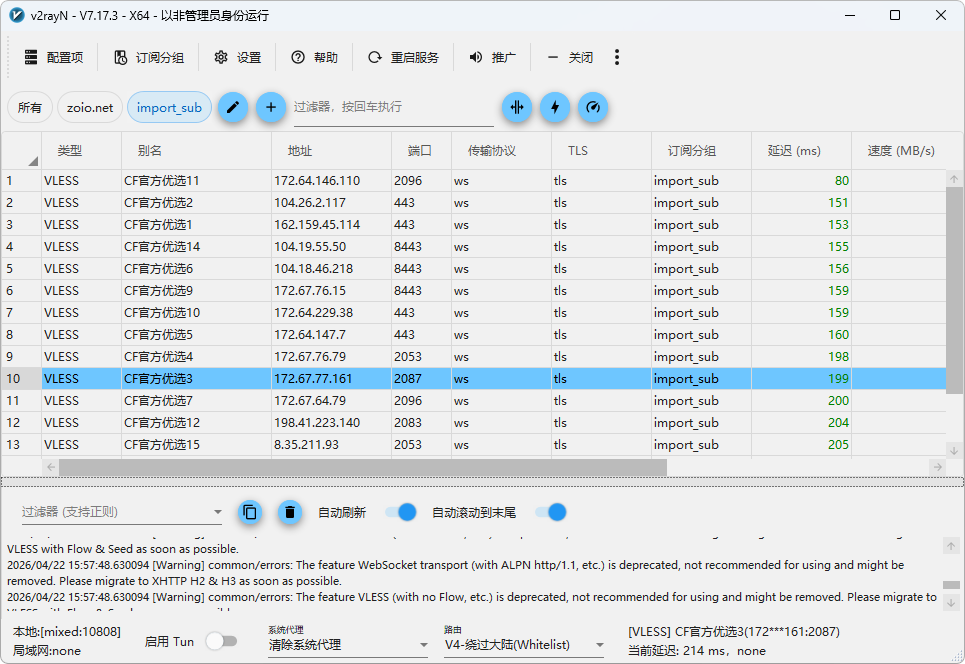 v2rayN - V7.17.3 - X64 - 以非管理员身份运行
配置项 订阅分组 设置 帮助 重启服务 推广 关闭
所有 zoio.net import_sub 过滤器，按回车执行
类型 别名 地址 端口 传输协议 TLS 订阅分组 延迟 (ms) 速度 (MB/s)
1 VLESS CF官方优选11 172.64.146.110 2096 ws tls import_sub 80
2 VLESS CF官方优选2 104.26.2.117 443 ws tls import_sub 151
3 VLESS CF官方优选1 162.159.45.114 443 ws tls import_sub 153
4 VLESS CF官方优选14 104.19.55.50 8443 ws tls import_sub 155
5 VLESS CF官方优选6 104.18.46.218 8443 ws tls import_sub 156
6 VLESS CF官方优选9 172.67.76.15 8443 ws tls import_sub 159
7 VLESS CF官方优选10 172.64.229.38 443 ws tls import_sub 159
8 VLESS CF官方优选5 172.64.147.7 443 ws tls import_sub 160
9 VLESS CF官方优选4 172.67.76.79 2053 ws tls import_sub 198
10 VLESS CF官方优选3 172.67.77.161 2087 ws tls import_sub 199
11 VLESS CF官方优选7 172.67.64.79 2096 ws tls import_sub 200
12 VLESS CF官方优选12 198.41.223.140 2083 ws tls import_sub 204
13 VLESS CF官方优选15 8.35.211.93 2053 ws tls import_sub 205
过滤器 (支持正则) 自动刷新 自动滚动到末尾
VLESS with Flow & Seed as soon as possible.
2026/04/22 15:57:48.630094 [Warning] common/errors: The feature WebSocket transport (with ALPN http/1.1, etc.) is deprecated, not recommended for using and might be
removed. Please migrate to XHTTP H2 & H3 as soon as possible.
2026/04/22 15:57:48.630094 [Warning] common/errors: The feature VLESS (with no Flow, etc.) is deprecated, not recommended for using and might be removed. Please migrate to
本地:[mixed:10808]
局域网:none
启用 Tun
系统代理
清除系统代理
路由
V4-绕过大陆(Whitelist)
[VLESS] CF官方优选3(172***161:2087)
当前延迟: 214 ms，none